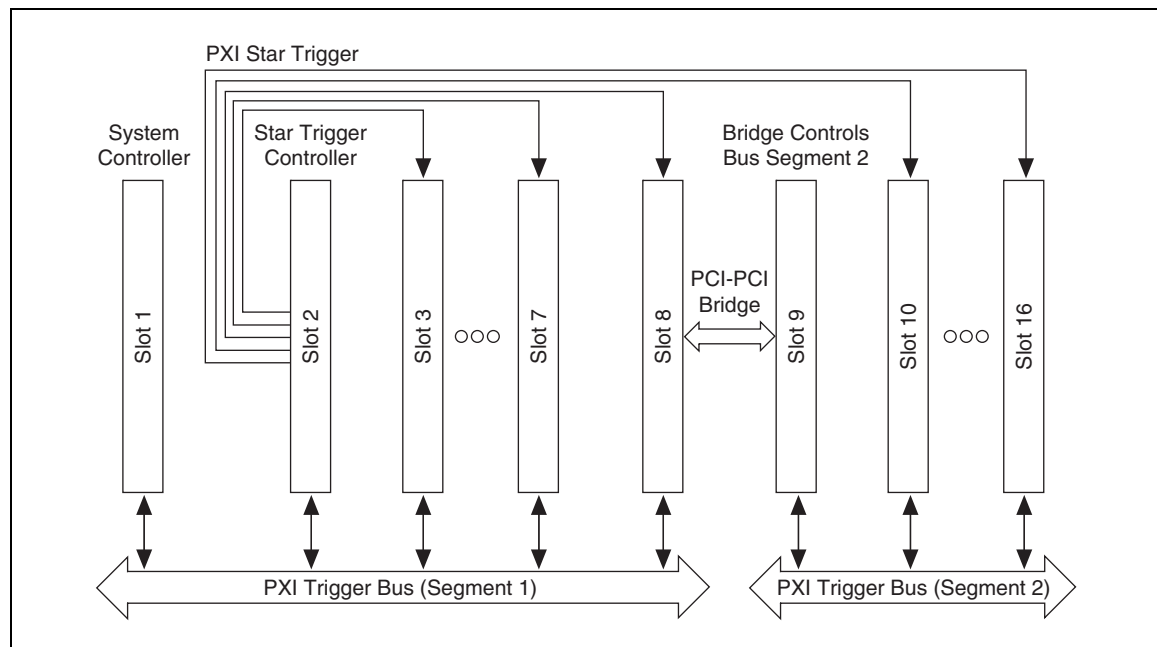 PXI Star Trigger
System
Controller
Star Trigger
Controller
Bridge Controls
Bus Segment 2
Slot 1
Slot 2
Slot 3
Slot 7
Slot 8
PCI-PCI
Bridge
Slot 9
Slot 10
Slot 16
PXI Trigger Bus (Segment 1)
PXI Trigger Bus (Segment 2)